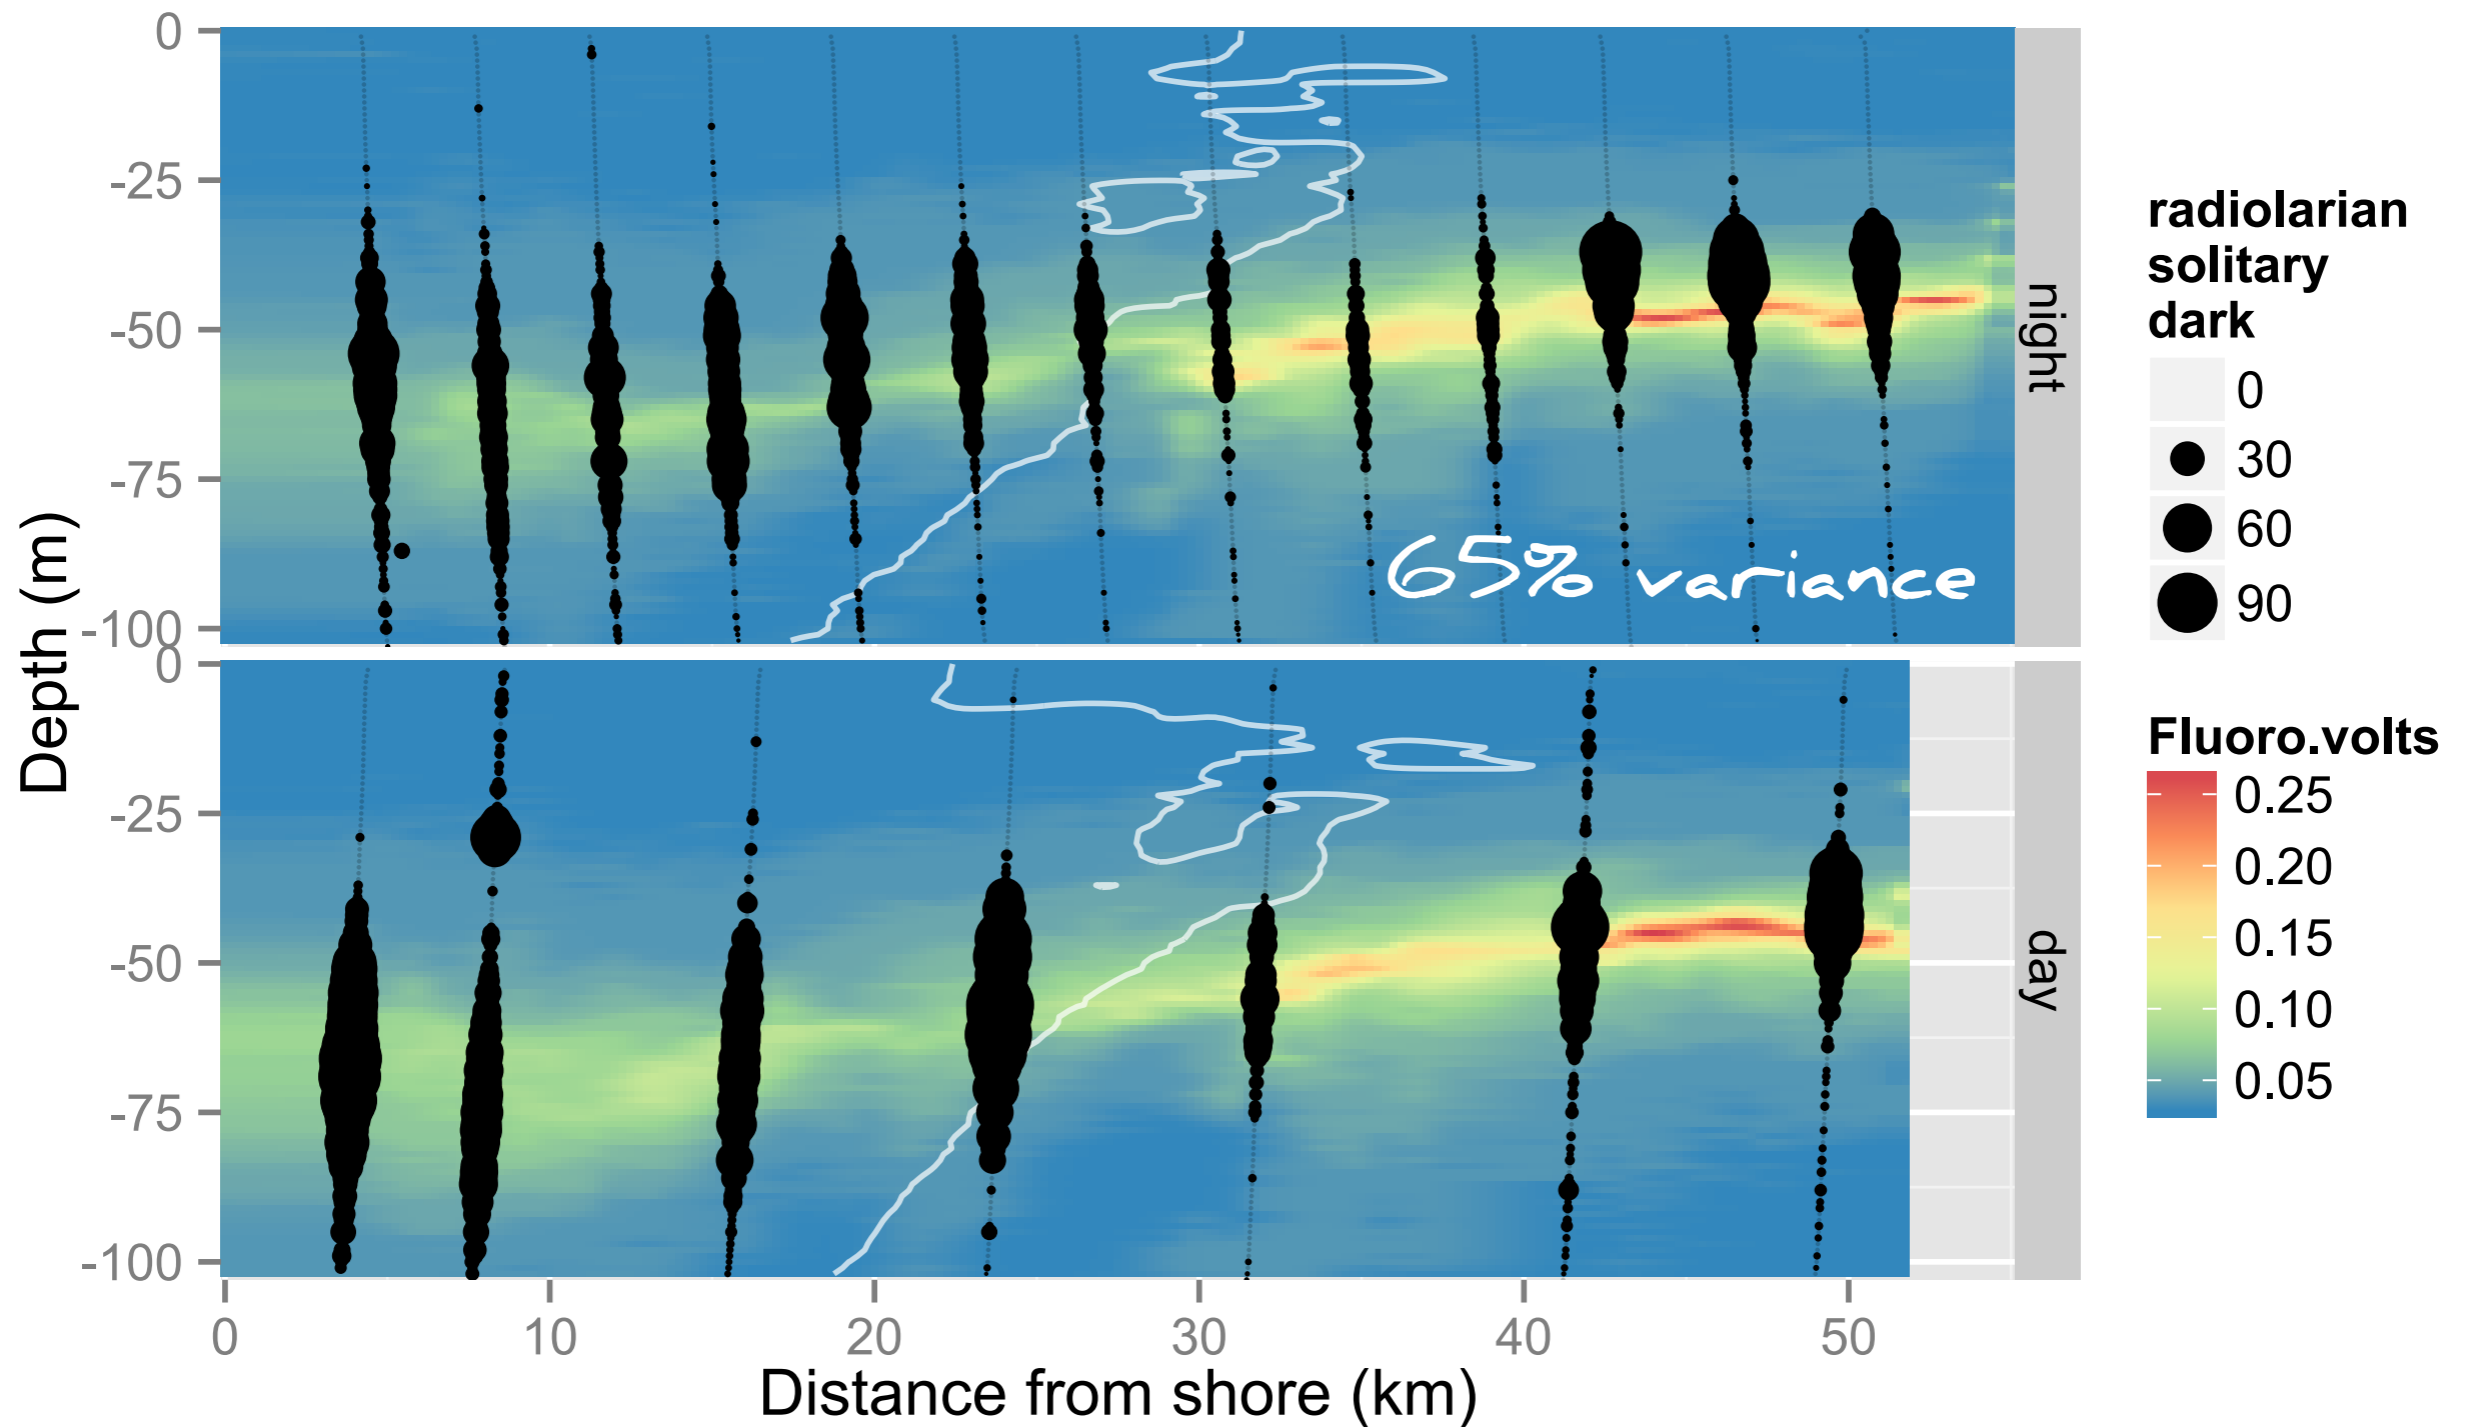 0
-25
-50
-75
-100
night
65% variance
0
-25
-50
-75
-100
day
Depth (m)
0 10 20 30 40 50
Distance from shore (km)
radiolarian
solitary
dark
0
30
60
90
Fluoro.volts
0.25
0.20
0.15
0.10
0.05